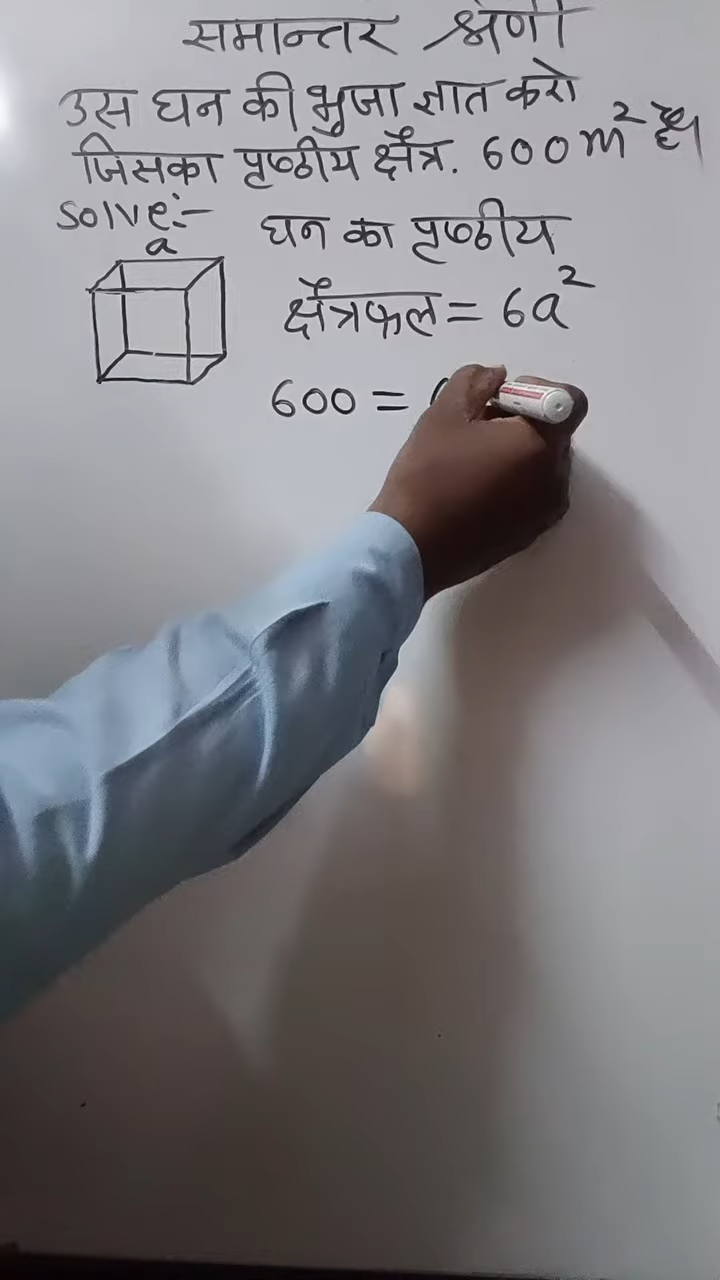 समान्तर श्रेणी
उस घन की भुजा ज्ञात करो
जिसका पृष्ठीय क्षैत्र. 600m² है।
Solve:-
a
घन का पृष्ठीय
क्षैत्रफल = 6a²
600 =